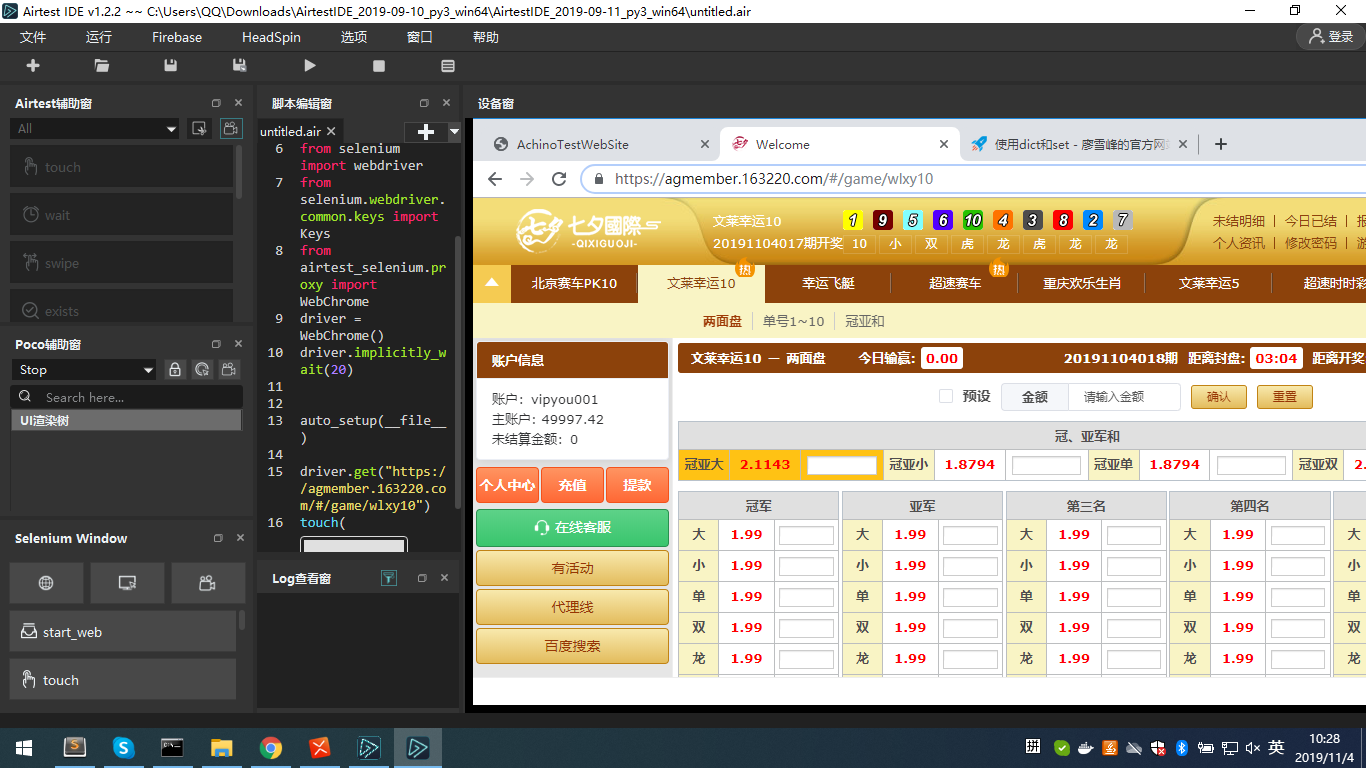 Airtest IDE v1.2.2 ~~ C:\Users\QQ\Downloads\AirtestIDE_2019-09-10_py3_win64\AirtestIDE_2019-09-11_py3_win64\untitled.air
文件 运行 Firebase HeadSpin 选项 窗口 帮助 登录
Airtest辅助窗
All
touch
wait
swipe
exists
Poco辅助窗
Stop
Search here...
UI渲染树
Selenium Window
start_web
touch
脚本编辑窗
untitled.air
6 from selenium
import webdriver
7 from
selenium.webdriver.
common.keys import
Keys
8 from
airtest_selenium.pr
oxy import
WebChrome
9 driver =
WebChrome()
10 driver.implicitly_w
ait(20)
11
12
13 auto_setup(__file__
)
14
15 driver.get("https:/
/agmember.163220.co
m/#/game/wlxy10")
16 touch(
Log查看窗
设备窗
AchinoTestWebSite
Welcome
使用dict和set - 廖雪峰的官方网
https://agmember.163220.com/#/game/wlxy10
七夕 七夕國際
-QIXIGUOJI-
文莱幸运10 1 9 5 6 10 4 3 8 2 7
20191104017期开奖 10 小 双 虎 龙 虎 龙 龙
未结明细 | 今日已结 | 报
个人资讯 | 修改密码 | 游
热 热
北京赛车PK10 文莱幸运10 幸运飞艇 超速赛车 重庆欢乐生肖 文莱幸运5 超速时时彩
两面盘 单号1~10 冠亚和
账户信息
账户: vipyou001
主账户: 49997.42
未结算金额: 0
个人中心 充值 提款
在线客服
有活动
代理线
百度搜索
文莱幸运10 — 两面盘 今日输赢: 0.00 20191104018期 距离封盘: 03:04 距离开奖
预设 金额 请输入金额 确认 重置
冠、亚军和
冠亚大 2.1143 冠亚小 1.8794 冠亚单 1.8794 冠亚双 2.
冠军 亚军 第三名 第四名
大 1.99 大 1.99 大 1.99 大 1.99 大
小 1.99 小 1.99 小 1.99 小 1.99 小
单 1.99 单 1.99 单 1.99 单 1.99 单
双 1.99 双 1.99 双 1.99 双 1.99 双
龙 1.99 龙 1.99 龙 1.99 龙 1.99 龙
拼 英
10:28
2019/11/4